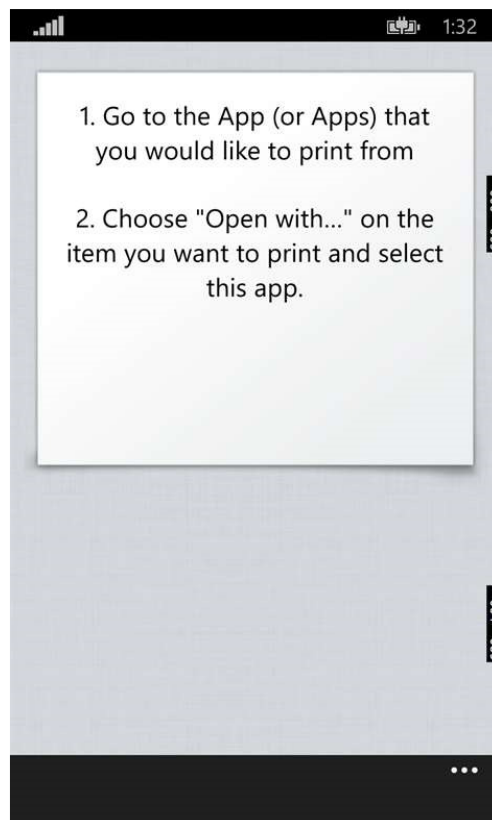 1:32
1. Go to the App (or Apps) that
you would like to print from
2. Choose "Open with..." on the
item you want to print and select
this app.